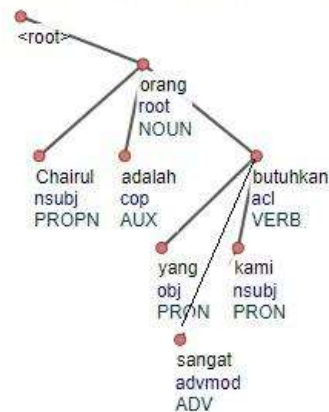 <root>
orang
root
NOUN
Chairul
nsubj
PROPN
adalah
cop
AUX
butuhkan
acl
VERB
yang
obj
PRON
kami
nsubj
PRON
sangat
advmod
ADV